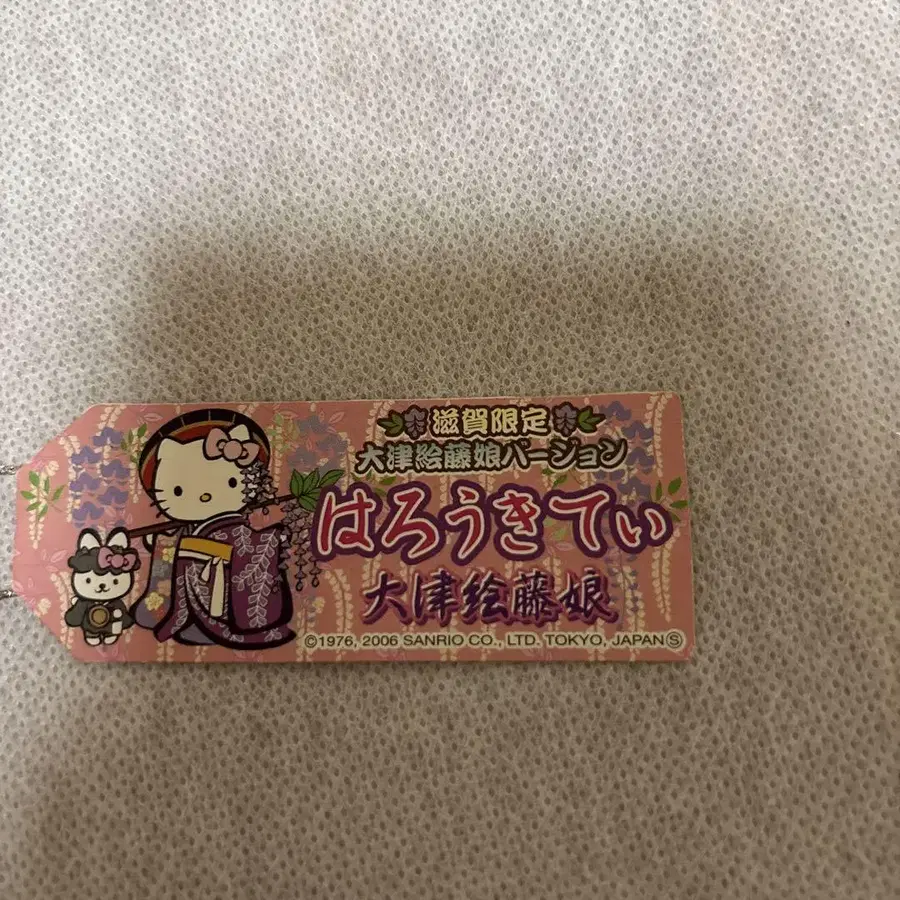 滋賀限定
大津絵藤娘バージョン
はろうきてぃ
大津絵藤娘
©1976, 2006 SANRIO CO., LTD. TOKYO, JAPAN Ⓢ